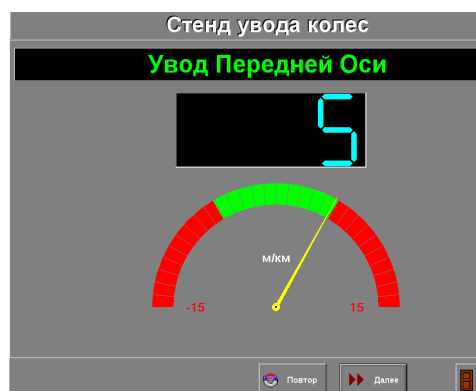 Стенд увода колес
Увод Передней Оси
5
м/км
-15 15
Повтор Далее